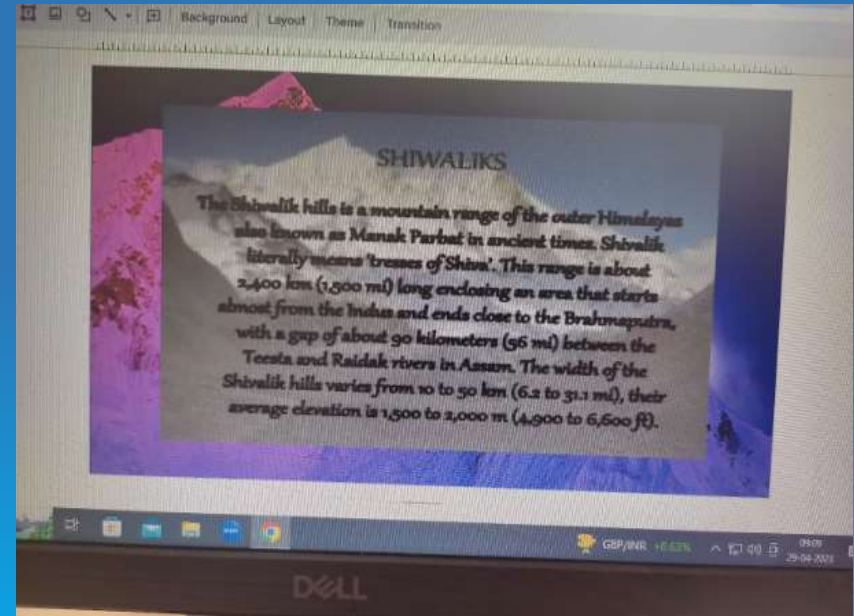 Background Layout Theme Transition
SHIWALIKS
The Shivalik hills is a mountain range of the outer Himalayas
also known as Manak Parbat in ancient times. Shivalik
literally means 'tresses of Shiva'. This range is about
2,400 km (1,500 mi) long enclosing an area that starts
almost from the Indus and ends close to the Brahmaputra,
with a gap of about 90 kilometers (56 mi) between the
Teesta and Raidak rivers in Assam. The width of the
Shivalik hills varies from 10 to 50 km (6.2 to 31.1 mi), their
average elevation is 1,500 to 2,000 m (4,900 to 6,600 ft).
GBP/INR +0.63%
09:09
29-04-2023
DELL